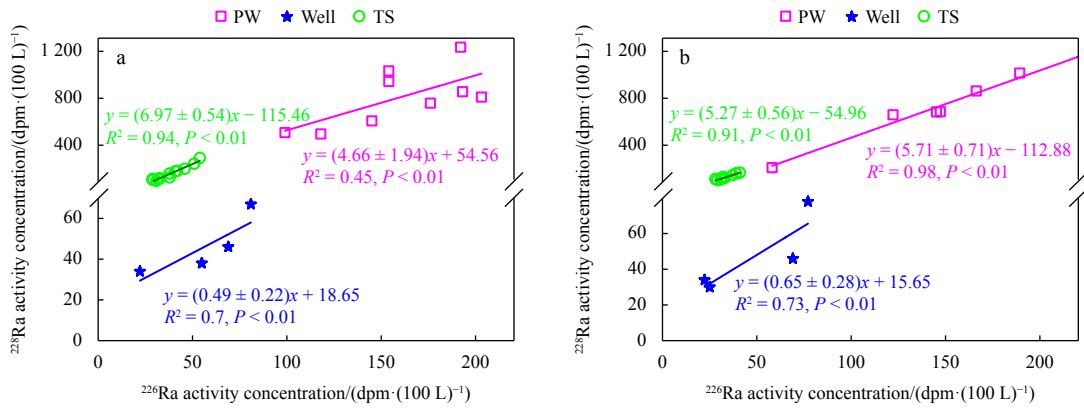 PW Well TS
a
1 200
800
400
60
40
20
0
0 50 100 150 200
y = (6.97 ± 0.54)x − 115.46
R² = 0.94, P < 0.01
y = (4.66 ± 1.94)x + 54.56
R² = 0.45, P < 0.01
y = (0.49 ± 0.22)x + 18.65
R² = 0.7, P < 0.01
²²⁸Ra activity concentration/(dpm·(100 L)⁻¹)
²²⁶Ra activity concentration/(dpm·(100 L)⁻¹)
PW Well TS
b
1 200
800
400
60
40
20
0
0 50 100 150 200
y = (5.27 ± 0.56)x − 54.96
R² = 0.91, P < 0.01
y = (5.71 ± 0.71)x − 112.88
R² = 0.98, P < 0.01
y = (0.65 ± 0.28)x + 15.65
R² = 0.73, P < 0.01
²²⁸Ra activity concentration/(dpm·(100 L)⁻¹)
²²⁶Ra activity concentration/(dpm·(100 L)⁻¹)